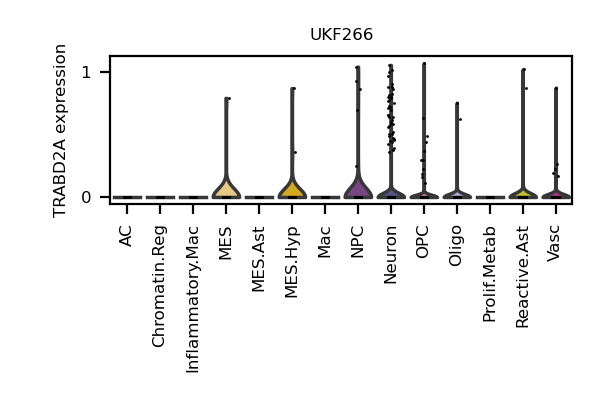 UKF266
TRABD2A expression
1
0
AC
Chromatin.Reg
Inflammatory.Mac
MES
MES.Ast
MES.Hyp
Mac
NPC
Neuron
OPC
Oligo
Prolif.Metab
Reactive.Ast
Vasc